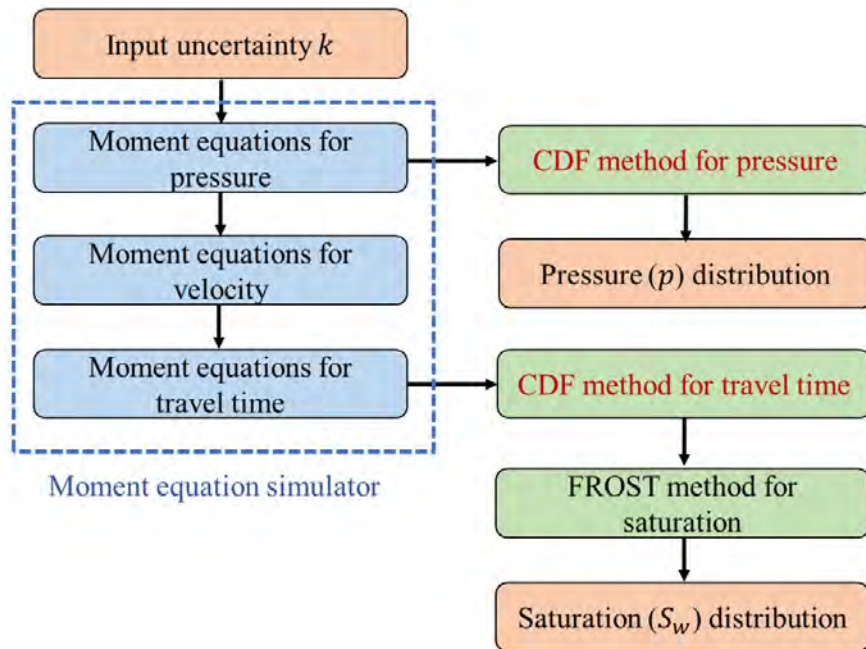 Input uncertainty k
Moment equations for
pressure
Moment equations for
velocity
Moment equations for
travel time
Moment equation simulator
CDF method for pressure
Pressure (p) distribution
CDF method for travel time
FROST method for
saturation
Saturation (S_w) distribution